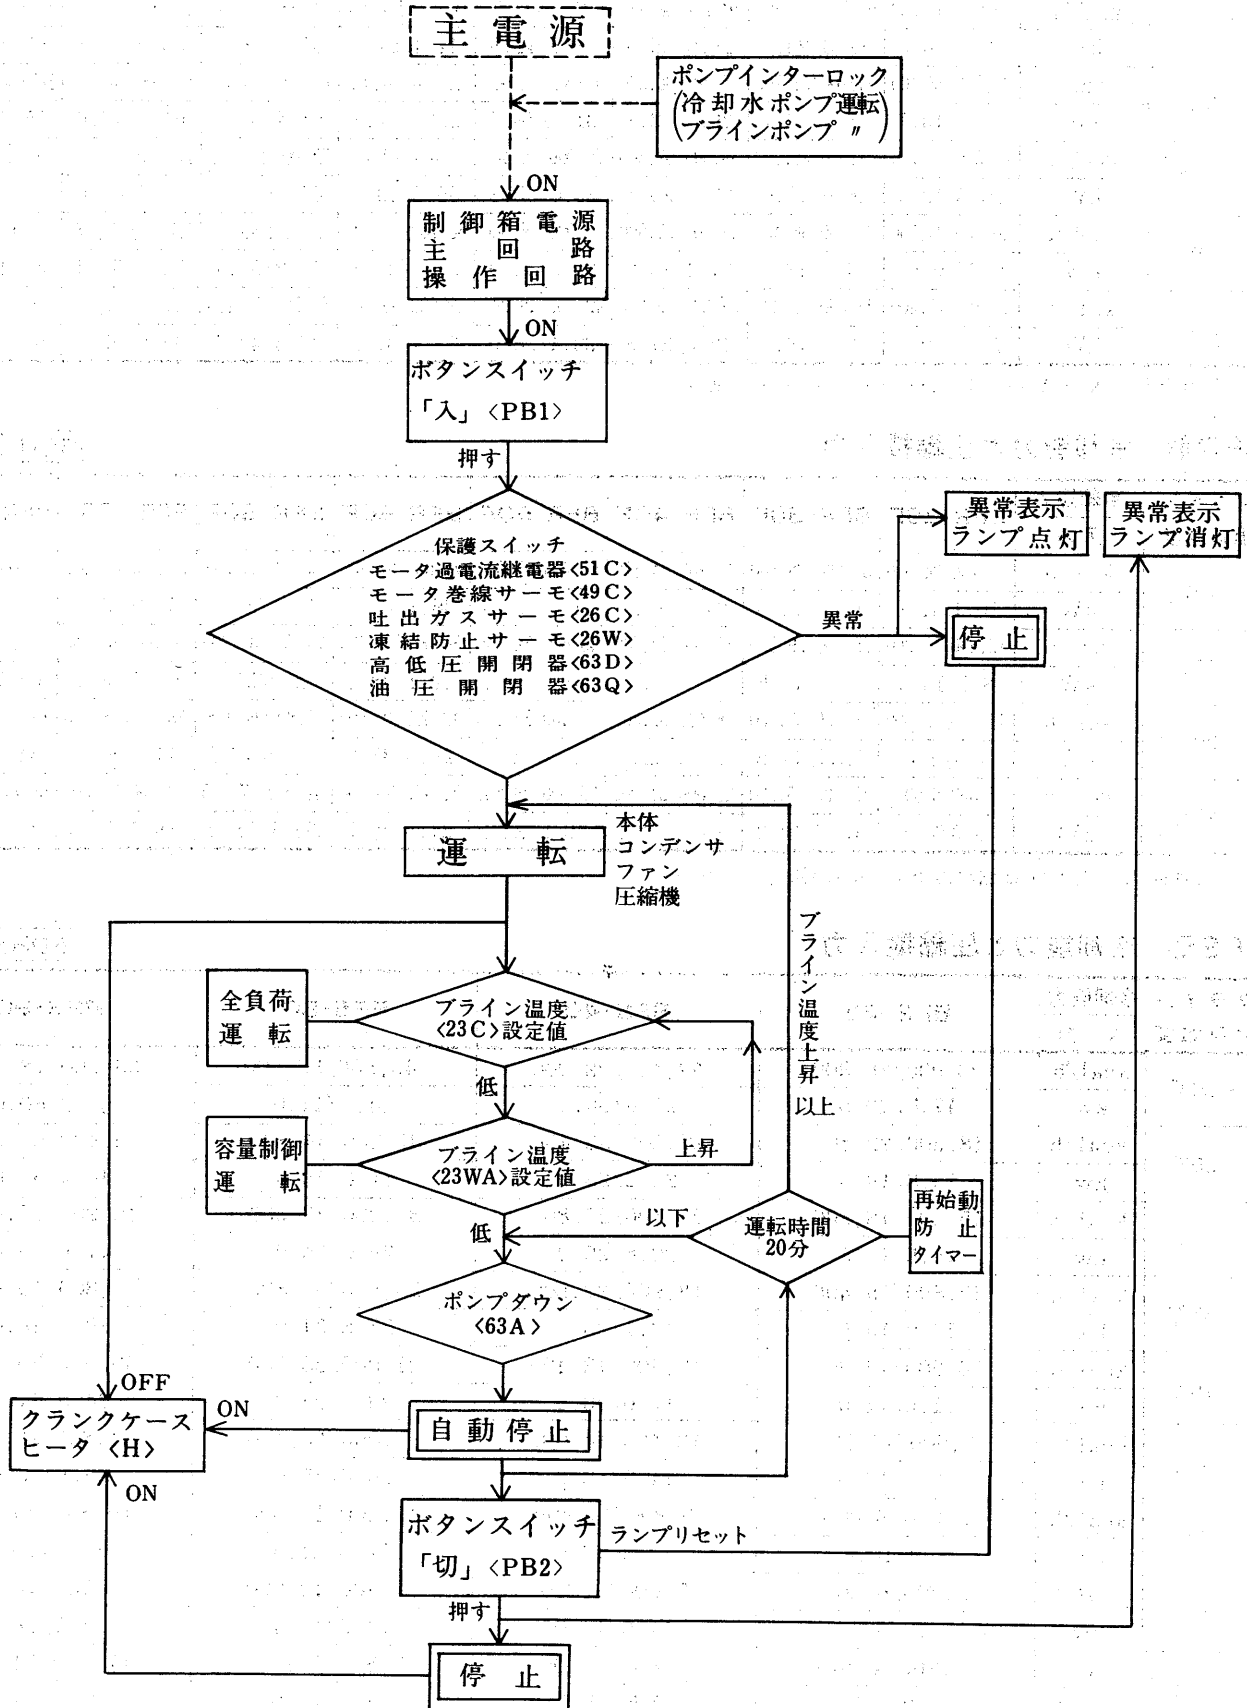 主電源
ポンプインターロック
(冷却水ポンプ運転)
(ブラインポンプ 〃 )
ON
制御箱電源
主回路
操作回路
ON
ボタンスイッチ
「入」〈PB1〉
押す
保護スイッチ
モータ過電流継電器<51C>
モータ巻線サーモ<49C>
吐出ガスサーモ<26C>
凍結防止サーモ<26W>
高低圧開閉器<63D>
油圧開閉器<63Q>
異常
異常表示
ランプ点灯
異常表示
ランプ消灯
停止
運転
本体
コンデンサ
ファン
圧縮機
ブライン温度上昇
以上
全負荷
運転
ブライン温度
<23C>設定値
低
容量制御
運転
ブライン温度
<23WA>設定値
上昇
低
以下
運転時間
20分
再始動
防止
タイマー
ポンプダウン
<63A>
OFF
クランクケース
ヒータ〈H〉
ON
自動停止
ON
ボタンスイッチ
「切」〈PB2〉
ランプリセット
押す
停止